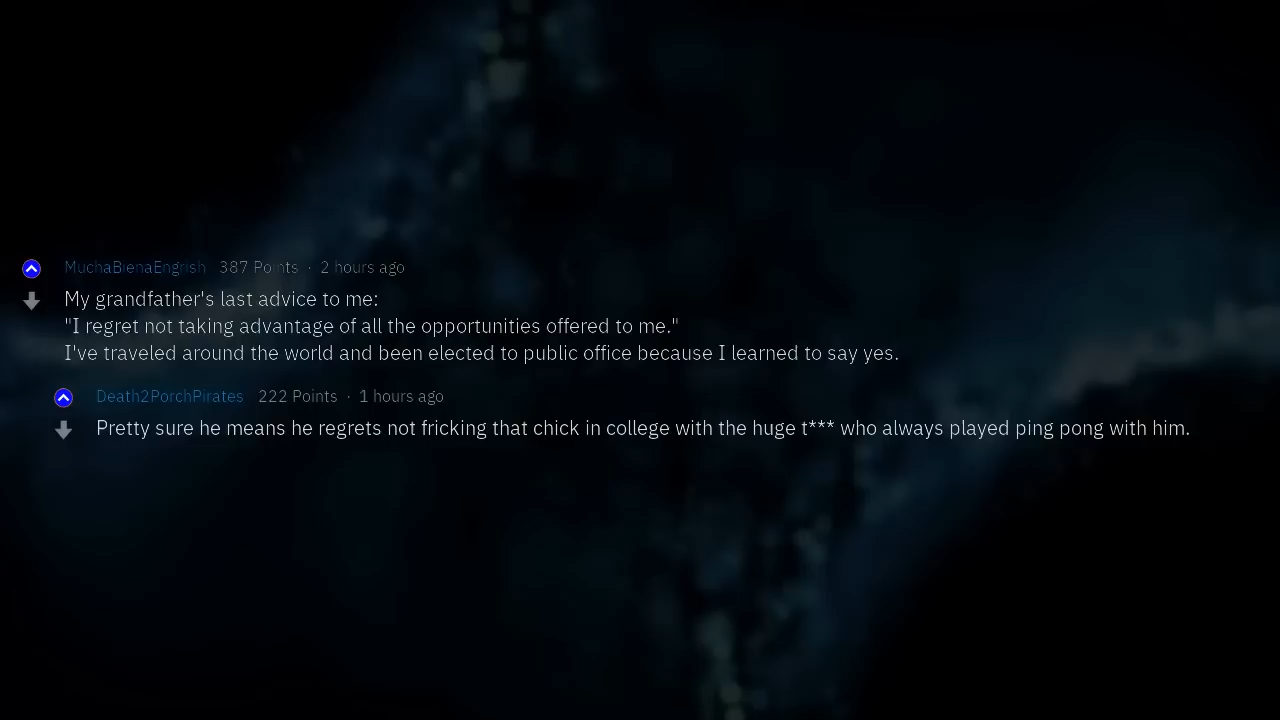 MuchaBienaEngrish 387 Points · 2 hours ago
My grandfather's last advice to me:
"I regret not taking advantage of all the opportunities offered to me."
I've traveled around the world and been elected to public office because I learned to say yes.
Death2PorchPirates 222 Points · 1 hours ago
Pretty sure he means he regrets not fricking that chick in college with the huge t*** who always played ping pong with him.